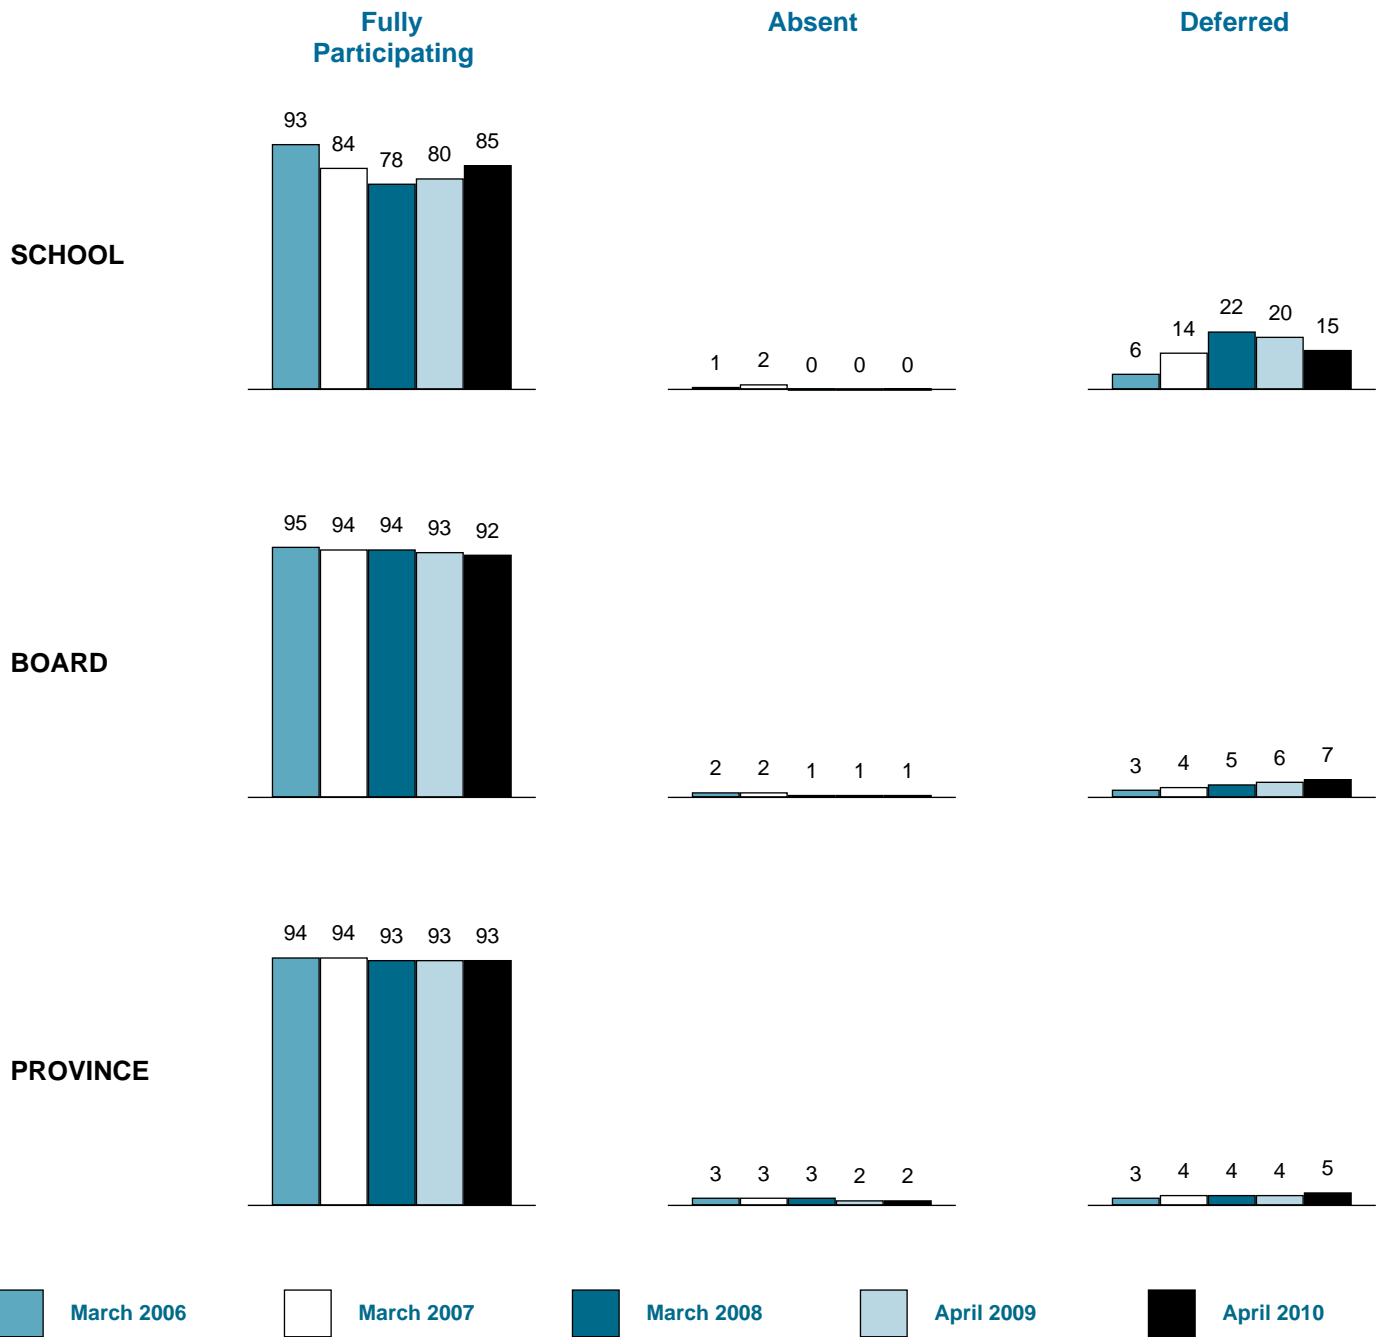 Fully
Participating
Absent
Deferred
SCHOOL
93 84 78 80 85
1 2 0 0 0
6 14 22 20 15
BOARD
95 94 94 93 92
2 2 1 1 1
3 4 5 6 7
PROVINCE
94 94 93 93 93
3 3 3 2 2
3 4 4 4 5
March 2006
March 2007
March 2008
April 2009
April 2010